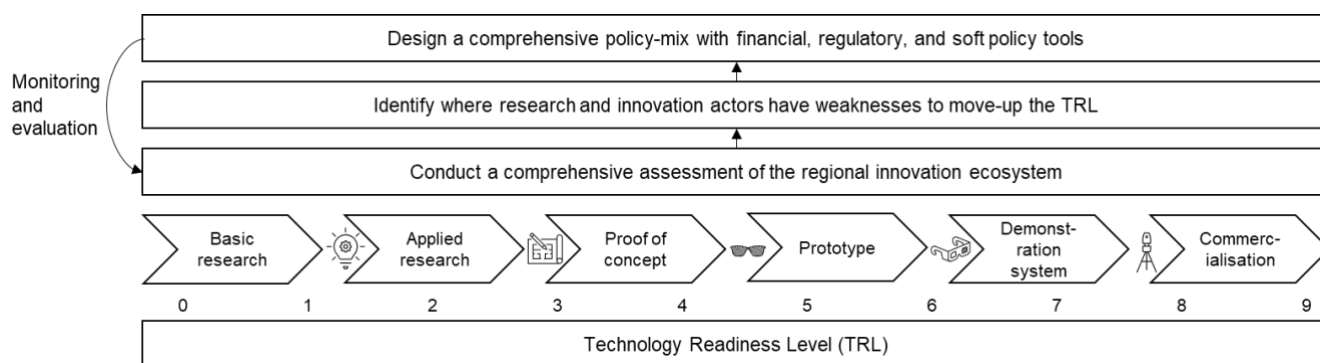 Design a comprehensive policy-mix with financial, regulatory, and soft policy tools
Monitoring
and
evaluation
Identify where research and innovation actors have weaknesses to move-up the TRL
Conduct a comprehensive assessment of the regional innovation ecosystem
Basic
research
Applied
research
Proof of
concept
Prototype
Demonst-
ration
system
Commerc-
ialisation
0 1 2 3 4 5 6 7 8 9
Technology Readiness Level (TRL)